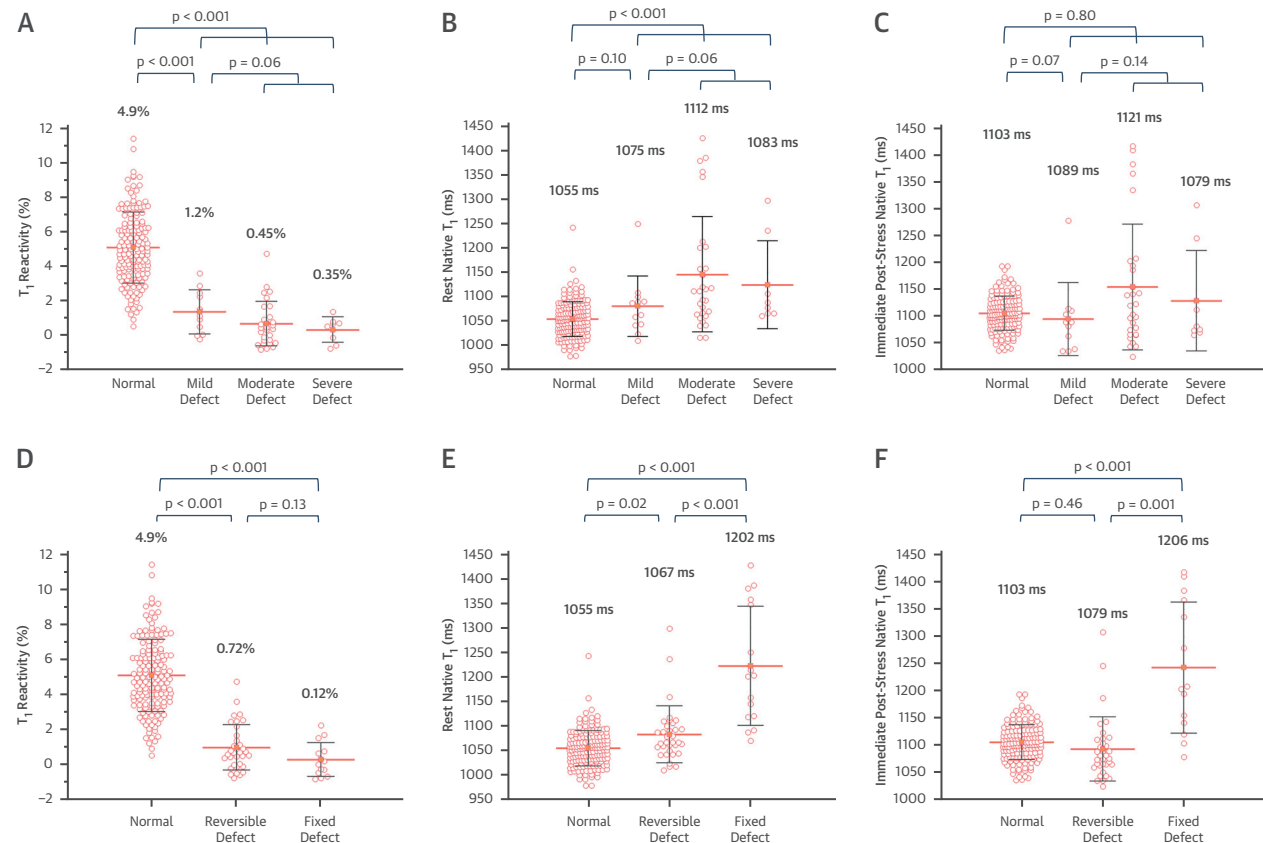 A
p < 0.001
p < 0.001
p = 0.06
4.9%
1.2%
0.45%
0.35%
T1 Reactivity (%)
12
10
8
6
4
2
0
−2
Normal
Mild
Defect
Moderate
Defect
Severe
Defect
B
p < 0.001
p = 0.10
p = 0.06
1055 ms
1075 ms
1112 ms
1083 ms
Rest Native T1 (ms)
1450
1400
1350
1300
1250
1200
1150
1100
1050
1000
950
Normal
Mild
Defect
Moderate
Defect
Severe
Defect
C
p = 0.80
p = 0.07
p = 0.14
1103 ms
1089 ms
1121 ms
1079 ms
Immediate Post-Stress Native T1 (ms)
1450
1400
1350
1300
1250
1200
1150
1100
1050
1000
Normal
Mild
Defect
Moderate
Defect
Severe
Defect
D
p < 0.001
p < 0.001
p = 0.13
4.9%
0.72%
0.12%
T1 Reactivity (%)
12
10
8
6
4
2
0
−2
Normal
Reversible
Defect
Fixed
Defect
E
p < 0.001
p = 0.02
p < 0.001
1055 ms
1067 ms
1202 ms
Rest Native T1 (ms)
1450
1400
1350
1300
1250
1200
1150
1100
1050
1000
950
Normal
Reversible
Defect
Fixed
Defect
F
p < 0.001
p = 0.46
p = 0.001
1103 ms
1079 ms
1206 ms
Immediate Post-Stress Native T1 (ms)
1450
1400
1350
1300
1250
1200
1150
1100
1050
1000
Normal
Reversible
Defect
Fixed
Defect